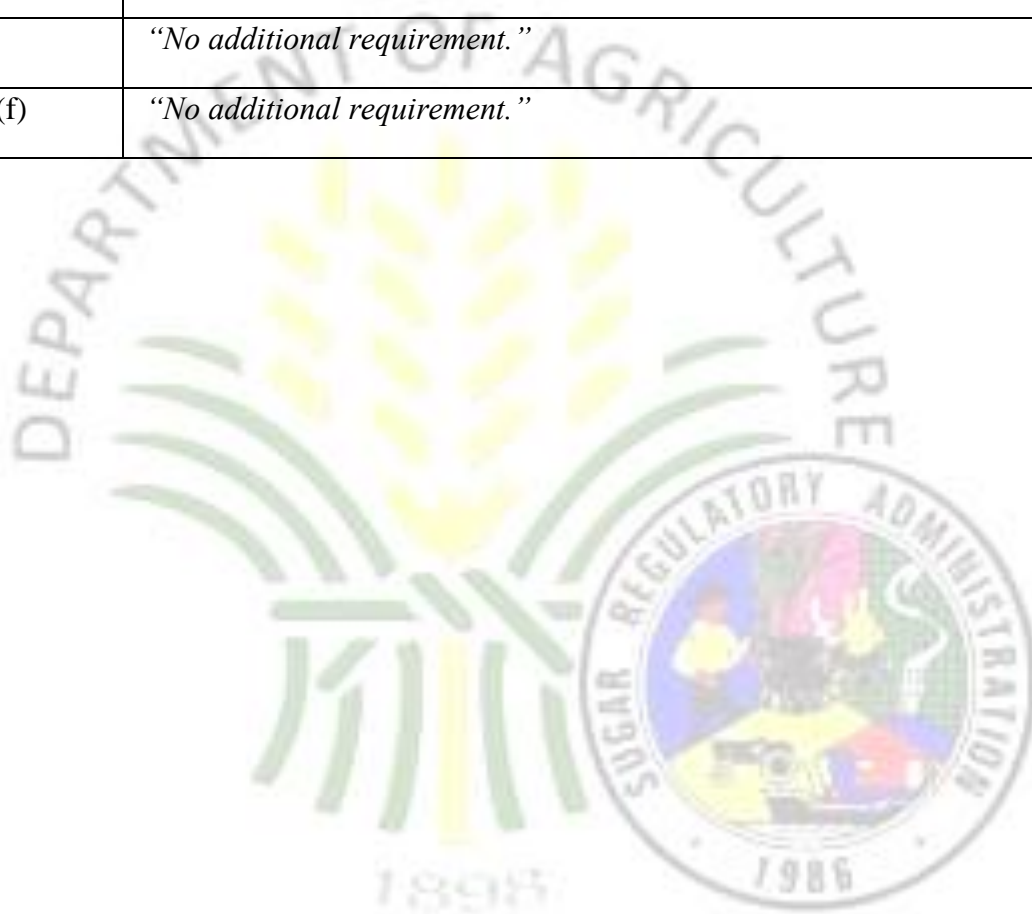 “No additional requirement.”
(f) “No additional requirement.”
DEPARTMENT OF AGRICULTURE
SUGAR REGULATORY ADMINISTRATION
1986
1898